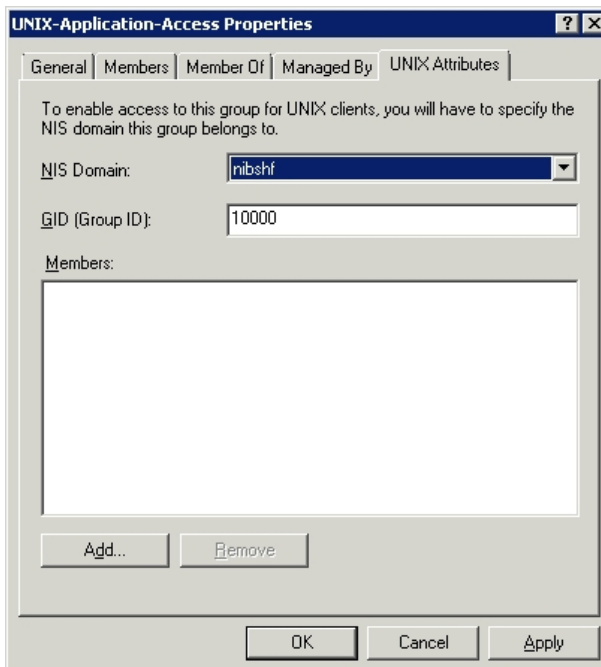 UNIX-Application-Access Properties
? X
General Members Member Of Managed By UNIX Attributes
To enable access to this group for UNIX clients, you will have to specify the
NIS domain this group belongs to.
NIS Domain: nibshf
GID (Group ID): 10000
Members:
Add... Remove
OK Cancel Apply